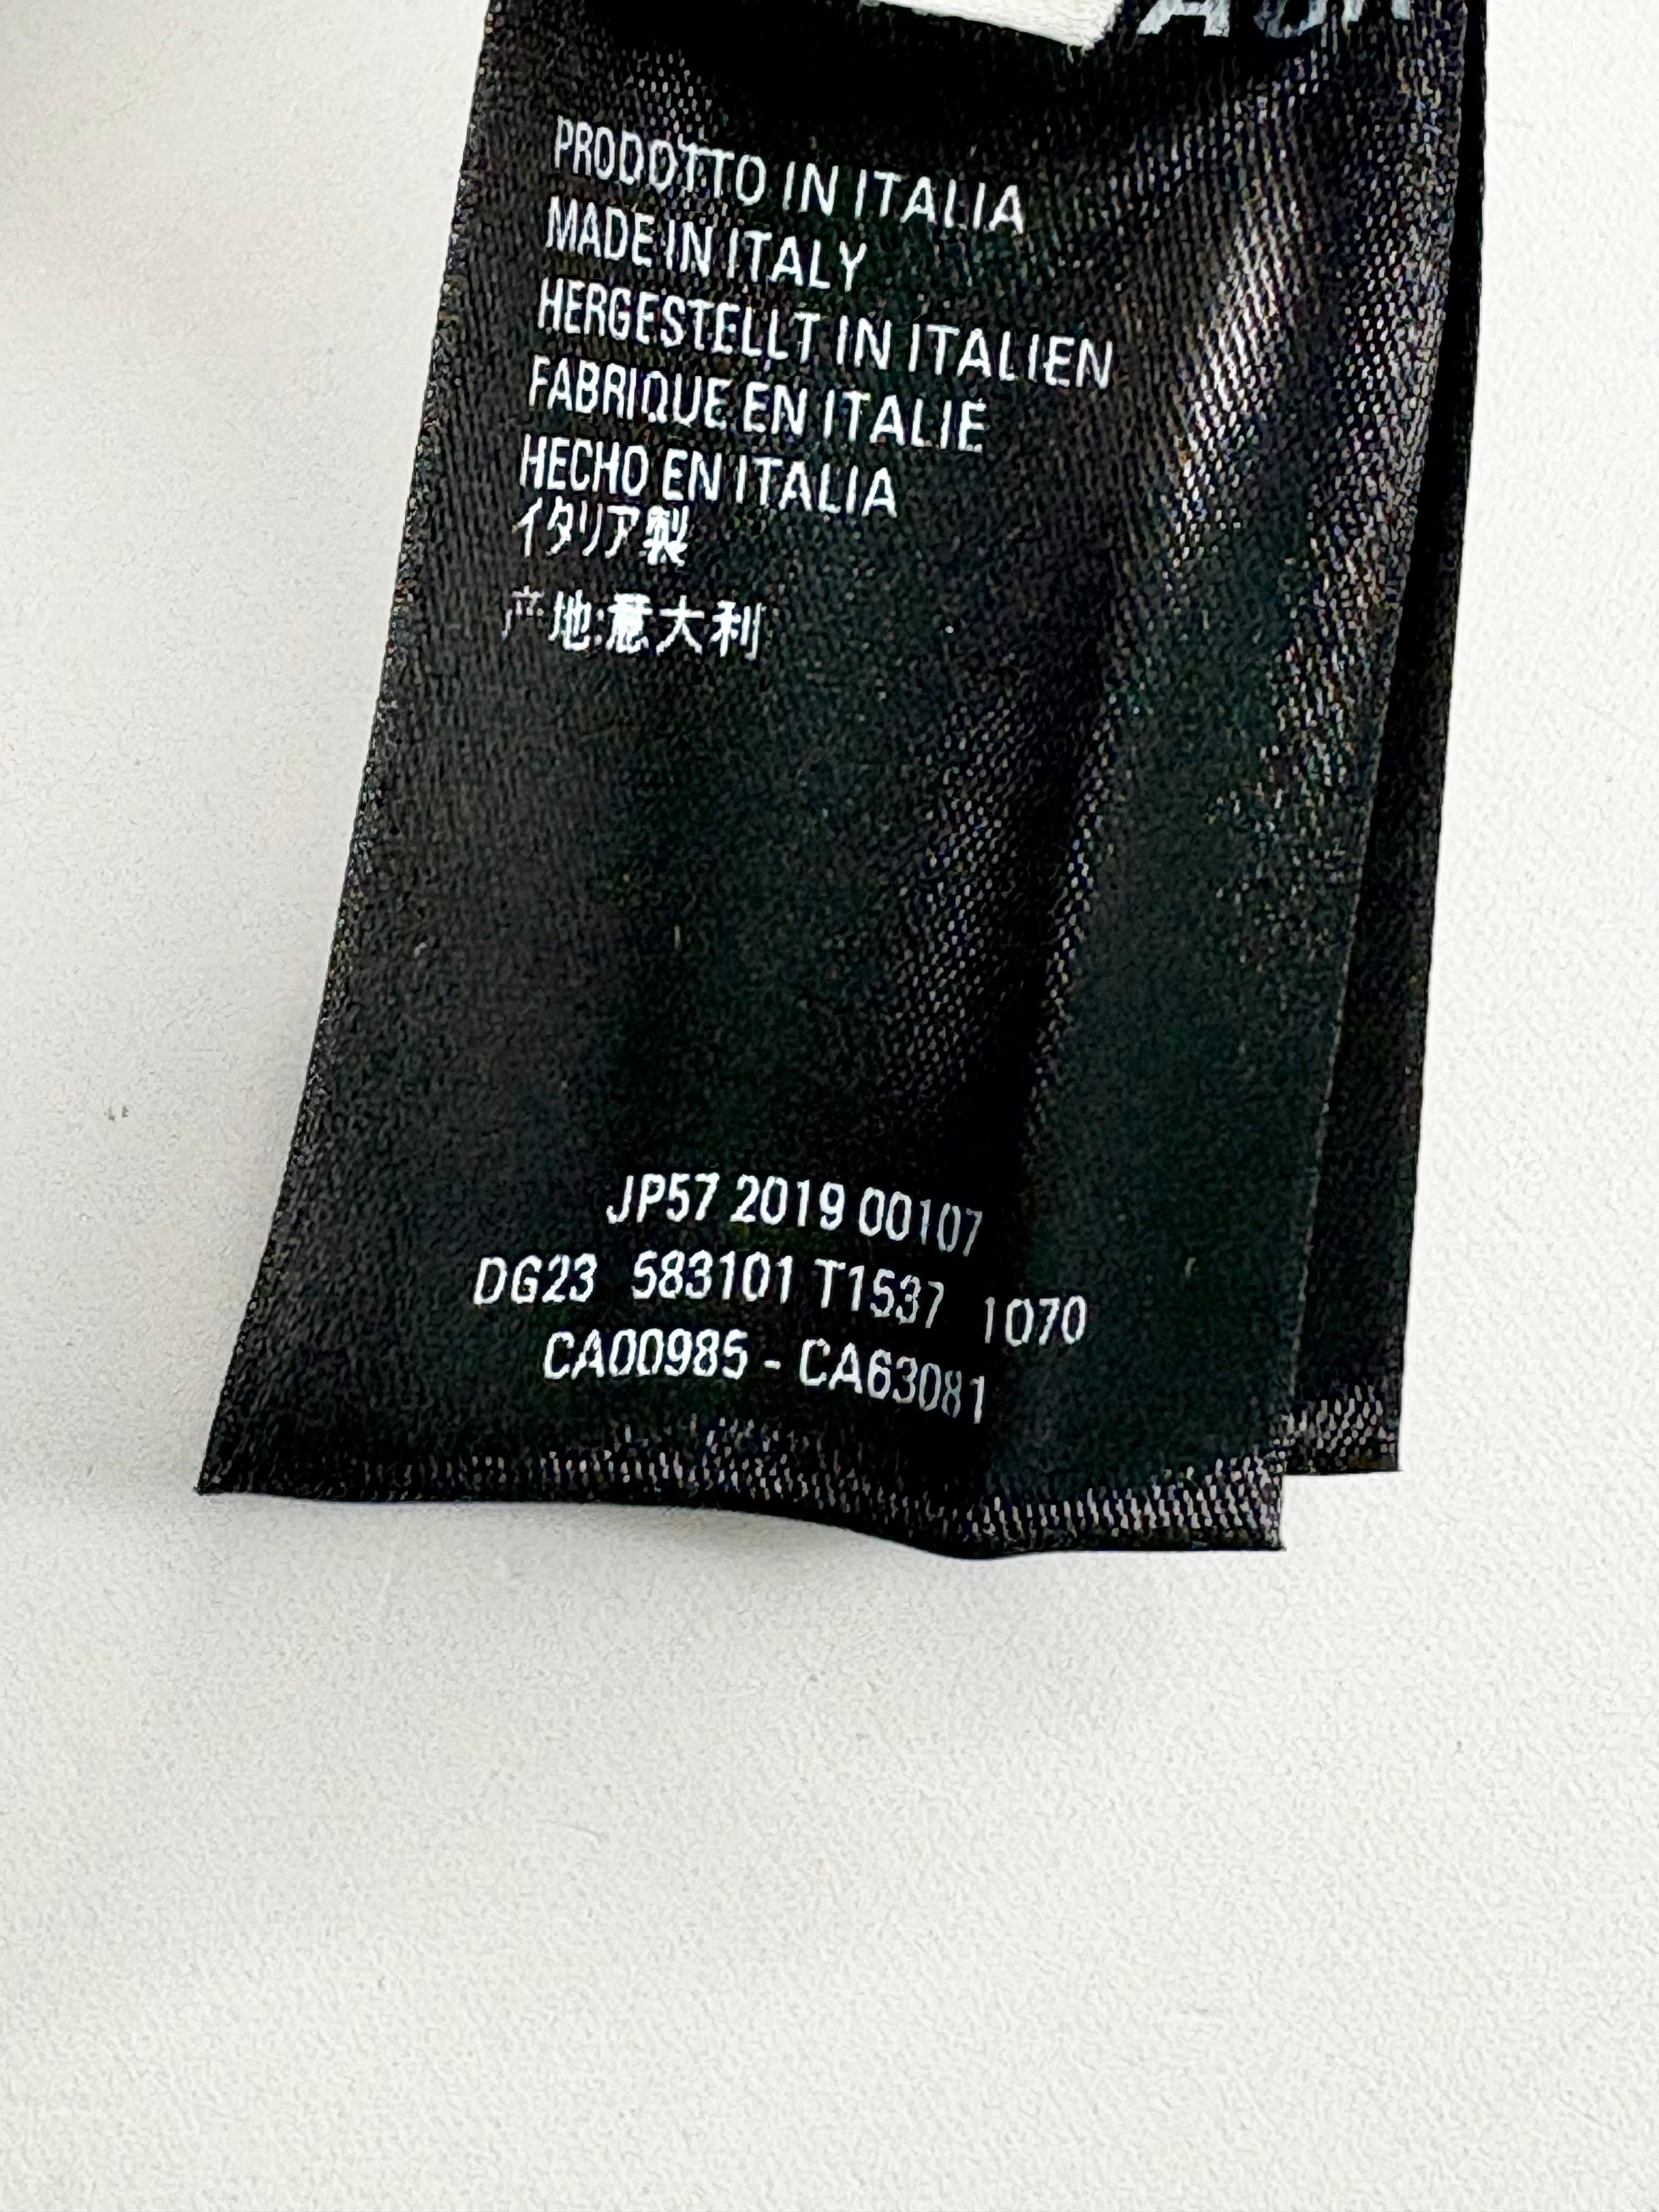 PRODOTTO IN ITALIA
MADE IN ITALY
HERGESTELLT IN ITALIEN
FABRIQUE EN ITALIE
HECHO EN ITALIA
イタリア製
产地:意大利
JP57 2019 00107
DG23 583101 T1537 1070
CA00985 - CA63081